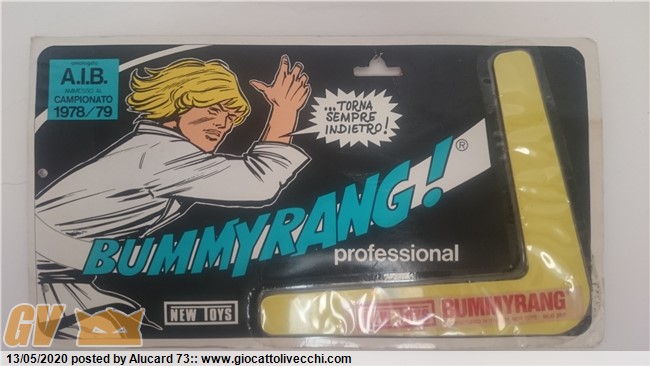 omologato
A.I.B.
AMMESSO AL
CAMPIONATO
1978/79
...TORNA
SEMPRE
INDIETRO!
BUMMYRANG!®
professional
NEW TOYS
BUMMYRANG
GV
13/05/2020 posted by Alucard 73:: www.giocattolivecchi.com